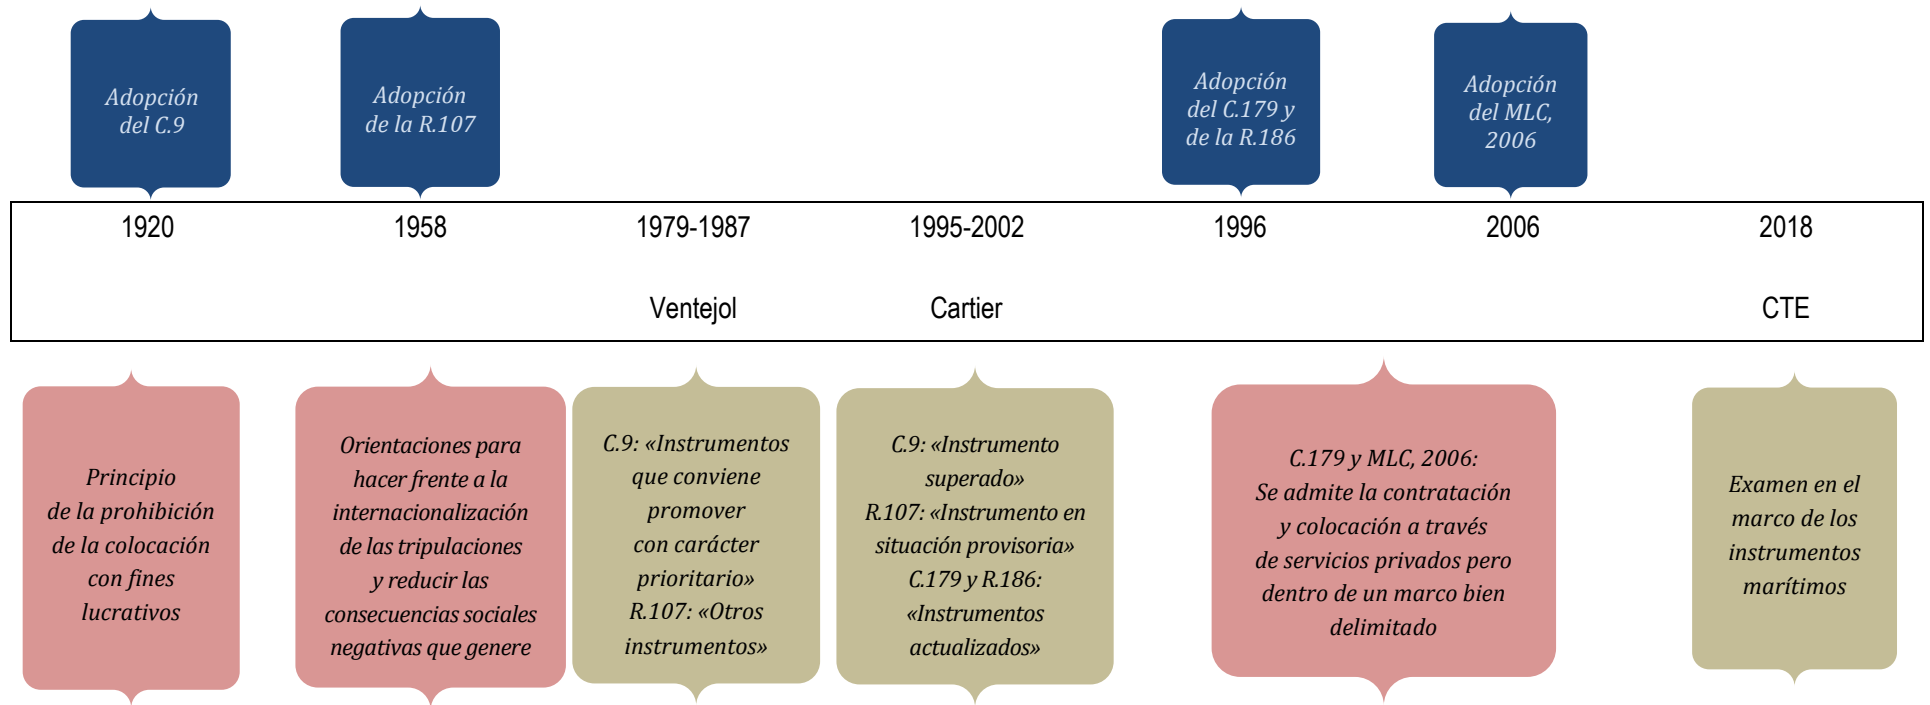 Adopción
del C.9
Adopción
de la R.107
Adopción
del C.179 y
de la R.186
Adopción
del MLC,
2006
1920
1958
1979-1987
1995-2002
1996
2006
2018
Ventejol
Cartier
CTE
Principio
de la prohibición
de la colocación
con fines
lucrativos
Orientaciones para
hacer frente a la
internacionalización
de las tripulaciones
y reducir las
consecuencias sociales
negativas que genere
C.9: «Instrumentos
que conviene
promover
con carácter
prioritario»
R.107: «Otros
instrumentos»
C.9: «Instrumento
superado»
R.107: «Instrumento en
situación provisoria»
C.179 y R.186:
«Instrumentos
actualizados»
C.179 y MLC, 2006:
Se admite la contratación
y colocación a través
de servicios privados pero
dentro de un marco bien
delimitado
Examen en el
marco de los
instrumentos
marítimos